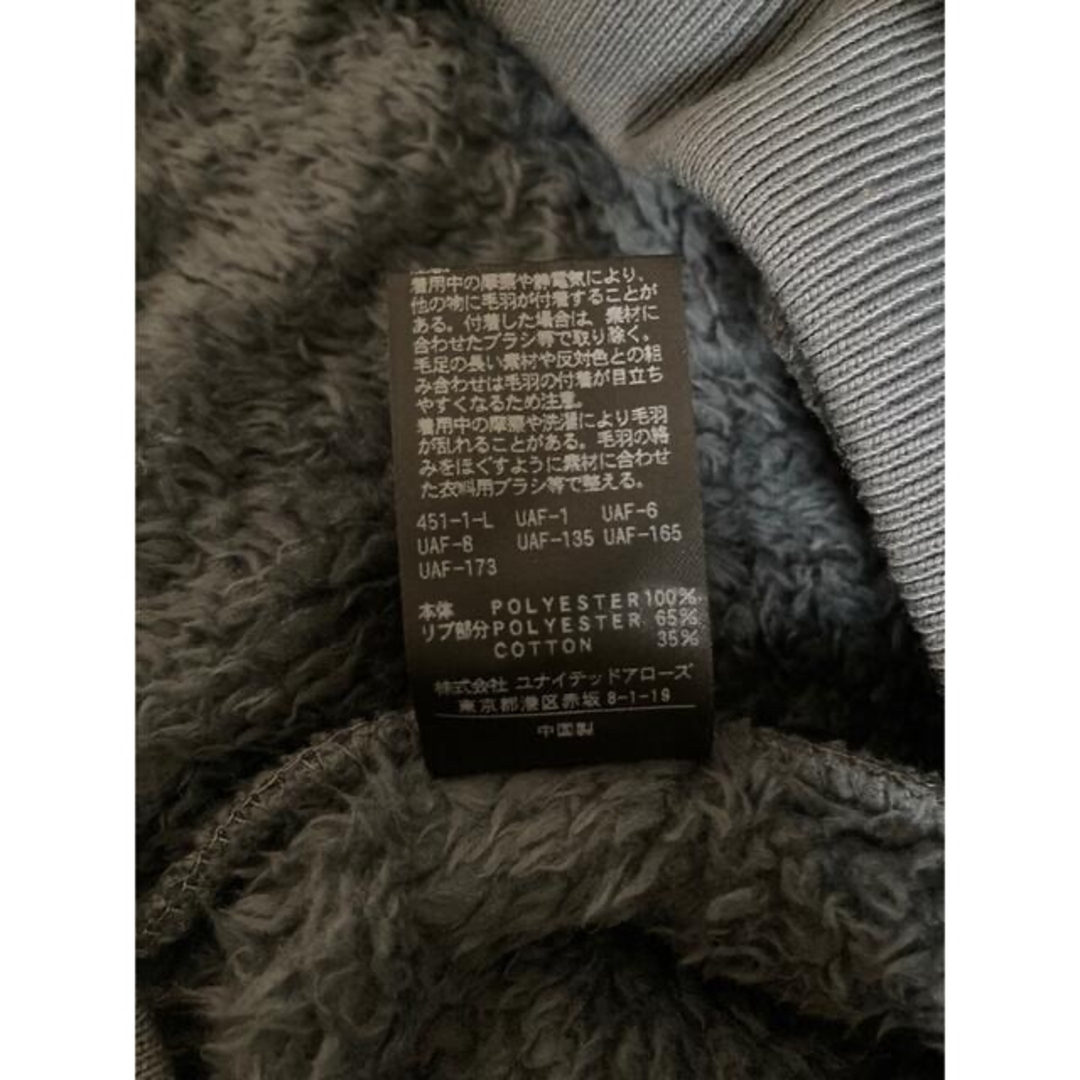 着用中の摩擦や静電気により、
他の物に毛羽が付着することが
ある。付着した場合は、素材に
合わせたブラシ等で取り除く。
毛足の長い素材や反対色との組
み合わせは毛羽の付着が目立ち
やすくなるため注意。
着用中の摩擦や洗濯により毛羽
が乱れることがある。毛羽の絡
みをほぐすように素材に合わせ
た衣料用ブラシ等で整える。
451-1-L UAF-1 UAF-6
UAF-8 UAF-135 UAF-165
UAF-173
本体 POLYESTER 100%
リブ部分 POLYESTER 65%
COTTON 35%
株式会社 ユナイテッドアローズ
東京都港区赤坂 8-1-19
中国製